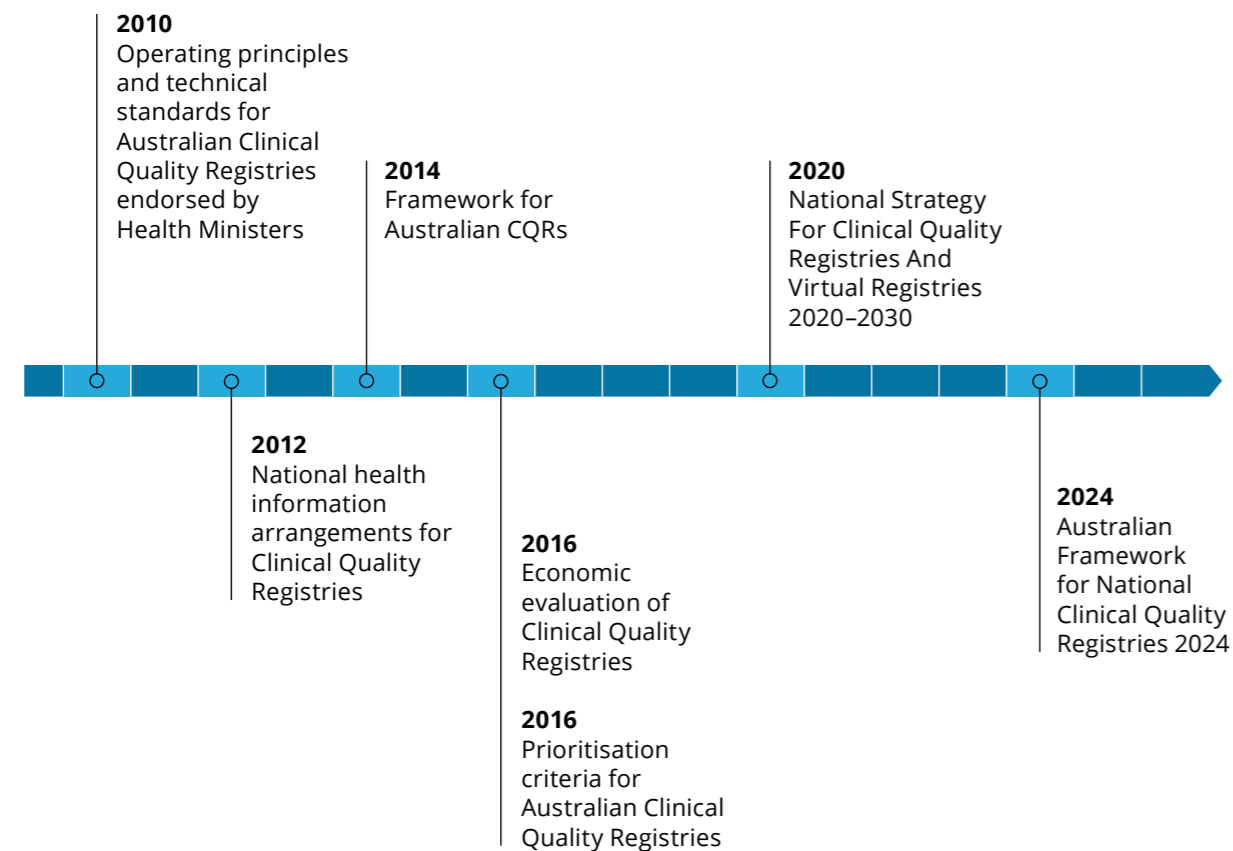 2010
Operating principles
and technical
standards for
Australian Clinical
Quality Registries
endorsed by
Health Ministers
2012
National health
information
arrangements for
Clinical Quality
Registries
2014
Framework for
Australian CQRs
2016
Economic
evaluation of
Clinical Quality
Registries
2016
Prioritisation
criteria for
Australian Clinical
Quality Registries
2020
National Strategy
For Clinical Quality
Registries And
Virtual Registries
2020–2030
2024
Australian
Framework
for National
Clinical Quality
Registries 2024